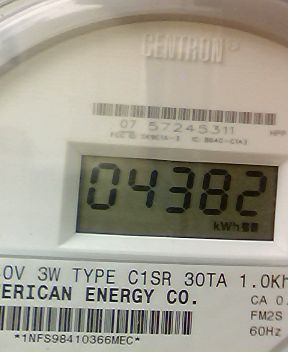 CENTRON®
07 57245311
04382
kWh
0V 3W TYPE C1SR 30TA 1.0Kh
ERICAN ENERGY CO.
CA 0.
FM2S
60Hz
*1NFS98410366MEC*